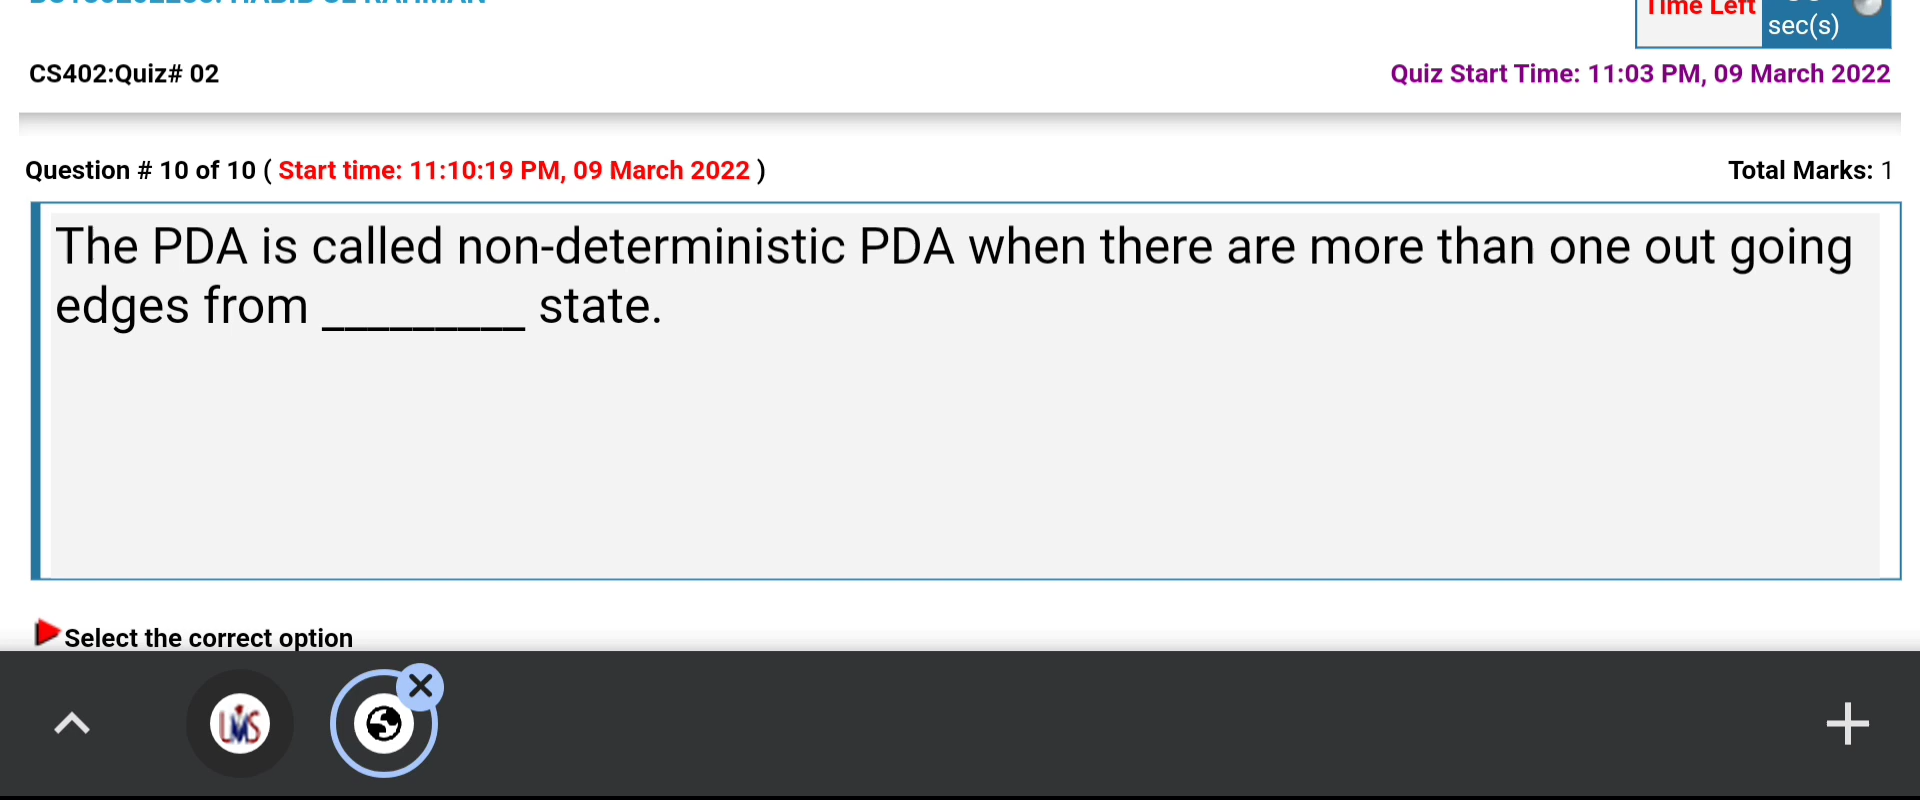 Time Left
sec(s)
CS402:Quiz# 02
Quiz Start Time: 11:03 PM, 09 March 2022
Question # 10 of 10 ( Start time: 11:10:19 PM, 09 March 2022 )
Total Marks: 1
The PDA is called non-deterministic PDA when there are more than one out going
edges from _________ state.
Select the correct option
LMS